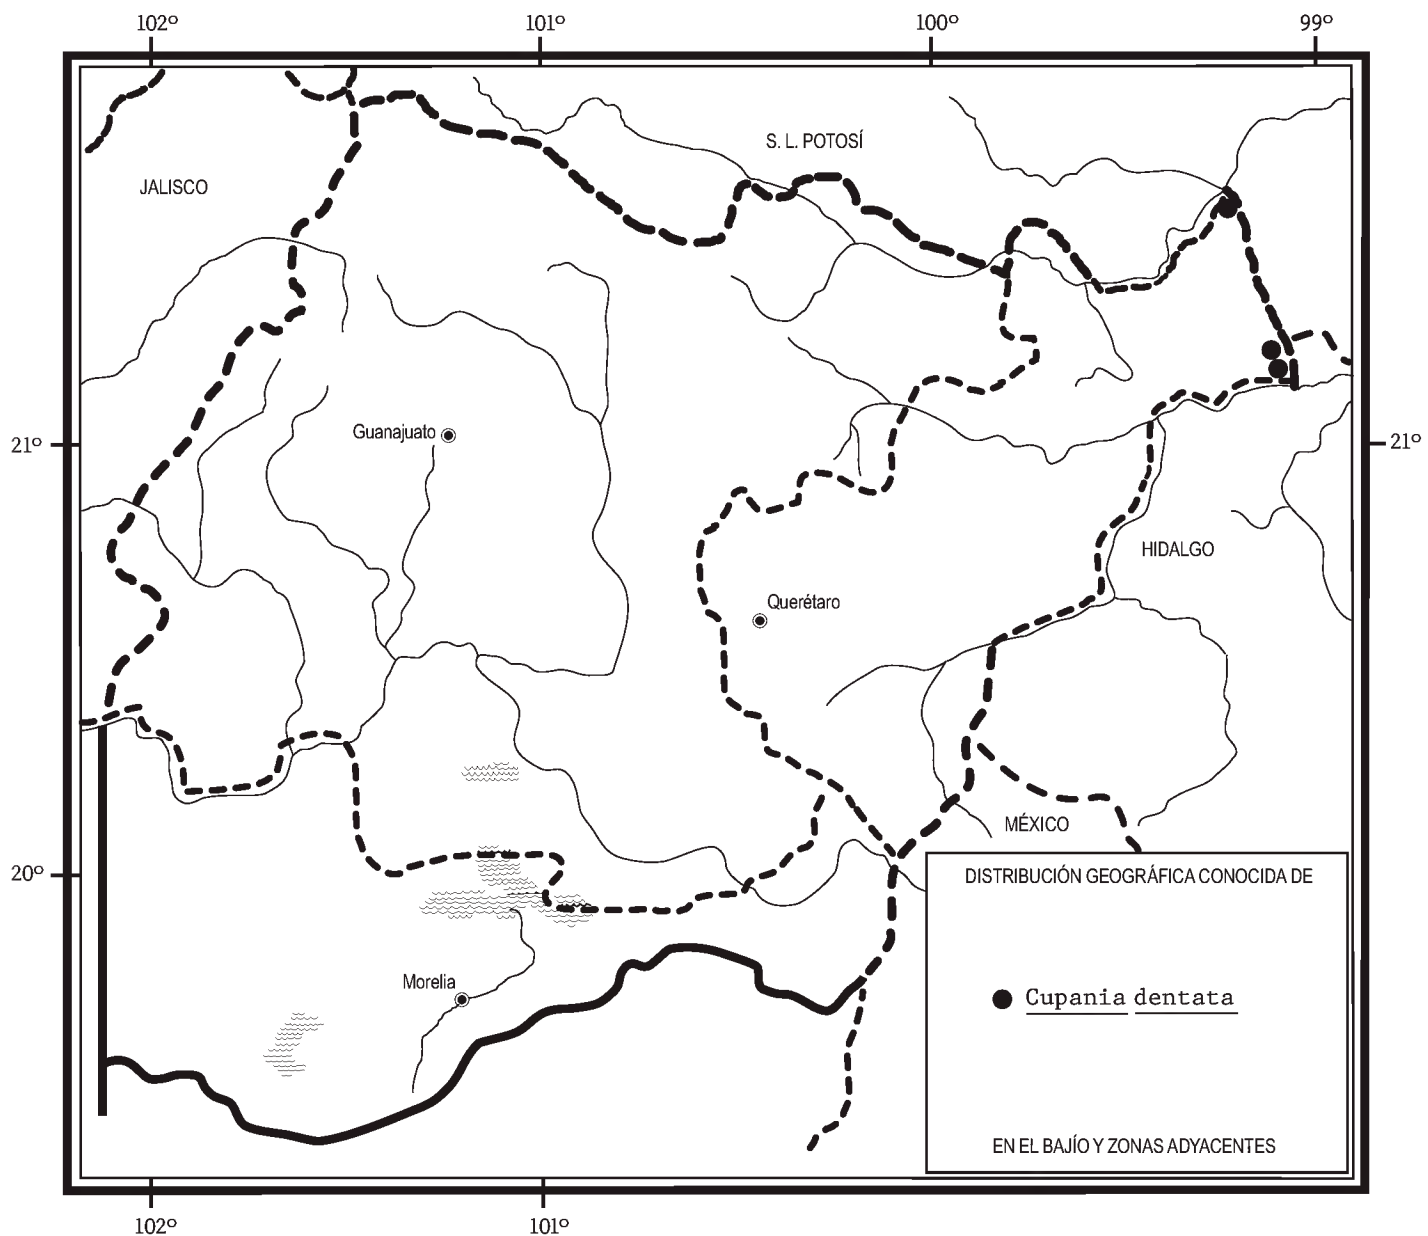 102º
101º
100º
99º
S. L. POTOSÍ
JALISCO
Guanajuato
21º
21º
HIDALGO
Querétaro
MÉXICO
20º
DISTRIBUCIÓN GEOGRÁFICA CONOCIDA DE
Morelia
Cupania dentata
EN EL BAJÍO Y ZONAS ADYACENTES
102º
101º